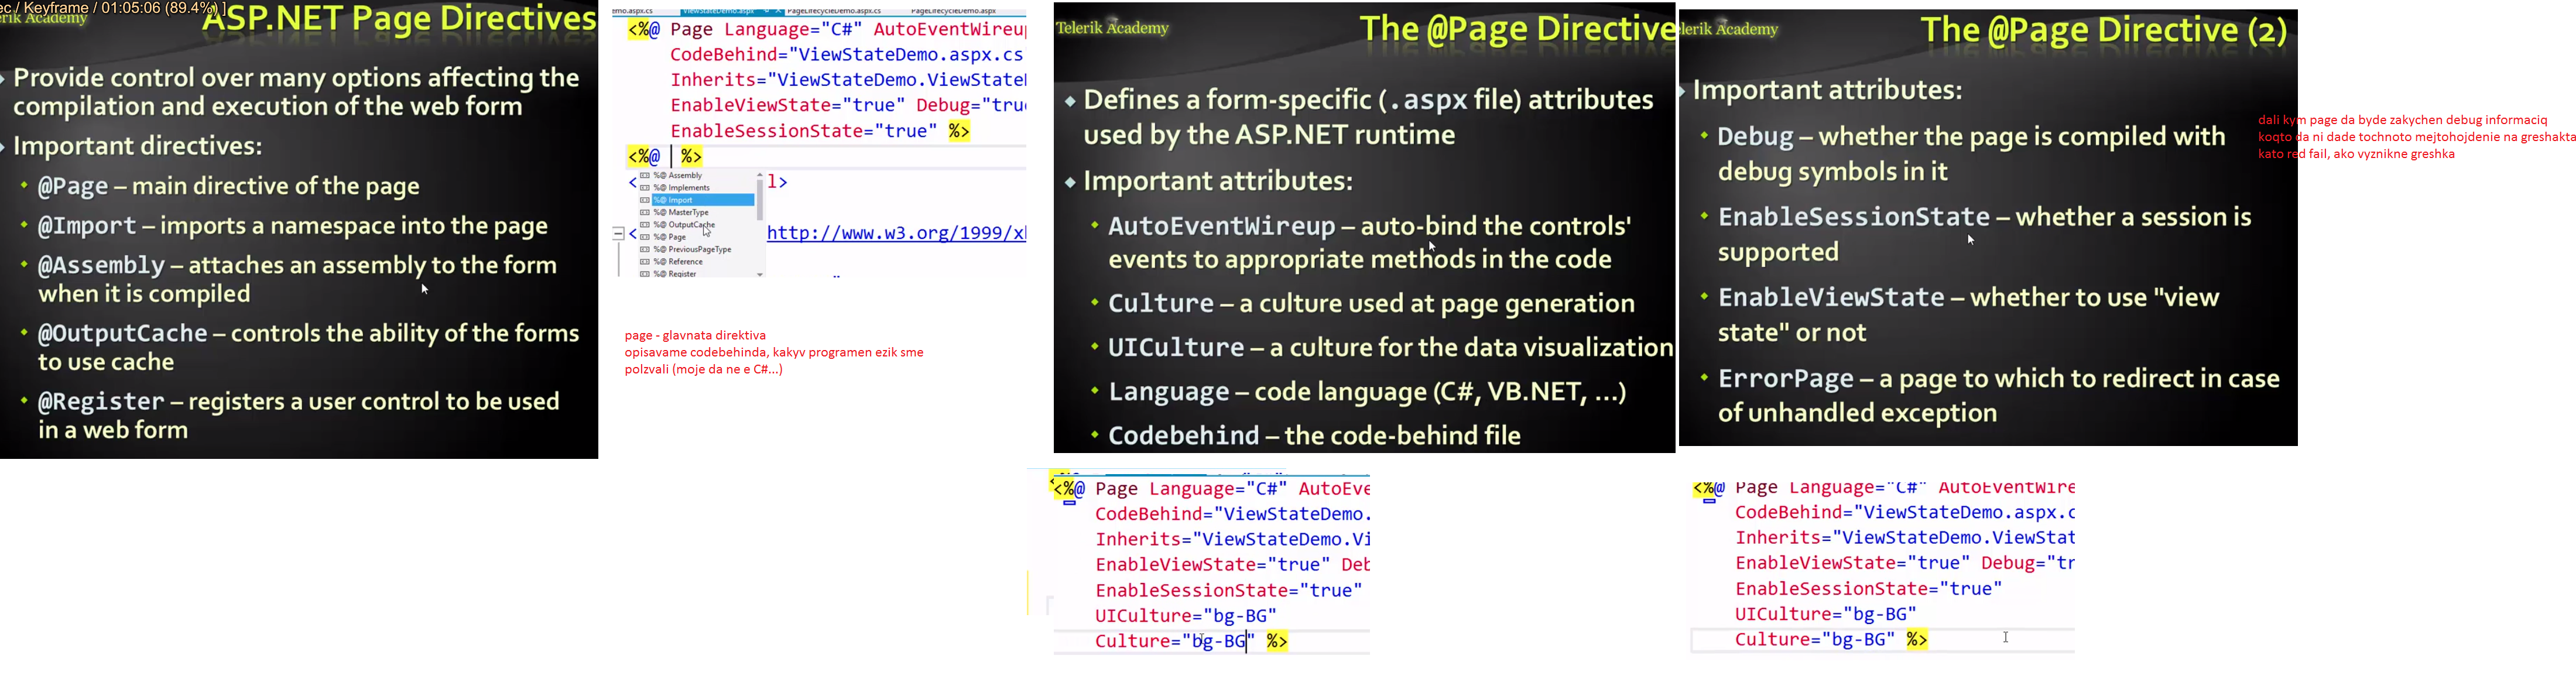 ec / Keyframe / 01:05:06 (89.4%) ]
Telerik Academy
ASP.NET Page Directives
Provide control over many options affecting the
compilation and execution of the web form
Important directives:
@Page – main directive of the page
@Import – imports a namespace into the page
@Assembly – attaches an assembly to the form
when it is compiled
@OutputCache – controls the ability of the forms
to use cache
@Register – registers a user control to be used
in a web form
emo.aspx.cs ViewStateDemo.aspx PageLifecycleDemo.aspx.cs PageLifecycleDemo.aspx
<%@ Page Language="C#" AutoEventWireup
CodeBehind="ViewStateDemo.aspx.cs
Inherits="ViewStateDemo.ViewState
EnableViewState="true" Debug="true
EnableSessionState="true" %>
<%@ %>
%@ Assembly
%@ Implements
< l>
%@ Import
%@ MasterType
%@ OutputCache
< http://www.w3.org/1999/xh
%@ Page
%@ PreviousPageType
%@ Reference
%@ Register
page - glavnata direktiva
opisavame codebehinda, kakyv programen ezik sme
polzvali (moje da ne e C#...)
Telerik Academy
The @Page Directive
Defines a form-specific (.aspx file) attributes
used by the ASP.NET runtime
Important attributes:
AutoEventWireup – auto-bind the controls'
events to appropriate methods in the code
Culture – a culture used at page generation
UICulture – a culture for the data visualization
Language – code language (C#, VB.NET, …)
Codebehind – the code-behind file
<%@ Page Language="C#" AutoEve
CodeBehind="ViewStateDemo.
Inherits="ViewStateDemo.Vi
EnableViewState="true" Deb
EnableSessionState="true"
UICulture="bg-BG"
Culture="bg-BG" %>
lerik Academy
The @Page Directive (2)
Important attributes:
Debug – whether the page is compiled with
debug symbols in it
EnableSessionState – whether a session is
supported
EnableViewState – whether to use "view
state" or not
ErrorPage – a page to which to redirect in case
of unhandled exception
dali kym page da byde zakychen debug informaciq
koqto da ni dade tochnoto mejtohojdenie na greshakta
kato red fail, ako vyznikne greshka
<%@ Page Language="C#" AutoEventWire
CodeBehind="ViewStateDemo.aspx.c
Inherits="ViewStateDemo.ViewStat
EnableViewState="true" Debug="tr
EnableSessionState="true"
UICulture="bg-BG"
Culture="bg-BG" %>